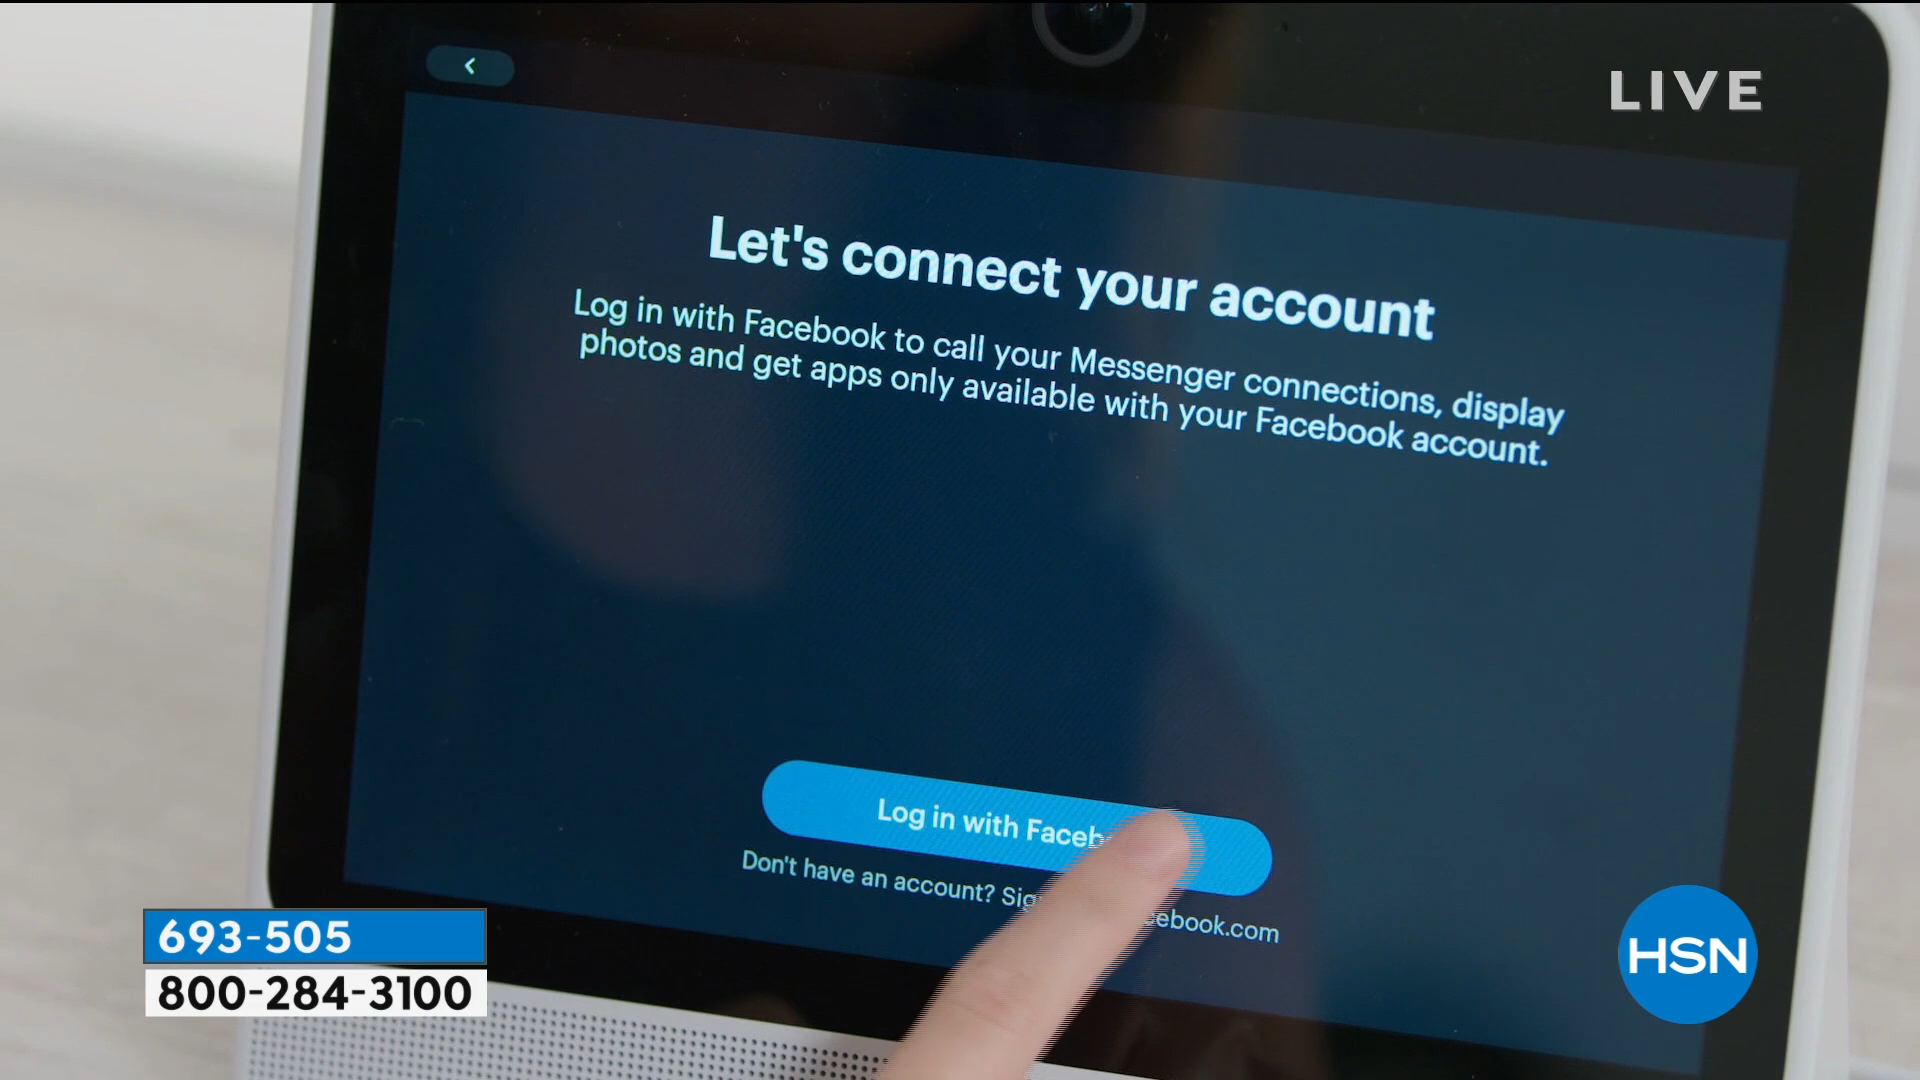 LIVE
Let's connect your account
Log in with Facebook to call your Messenger connections, display
photos and get apps only available with your Facebook account.
Log in with
Don't have an account?
693-505
800-284-3100
HSN